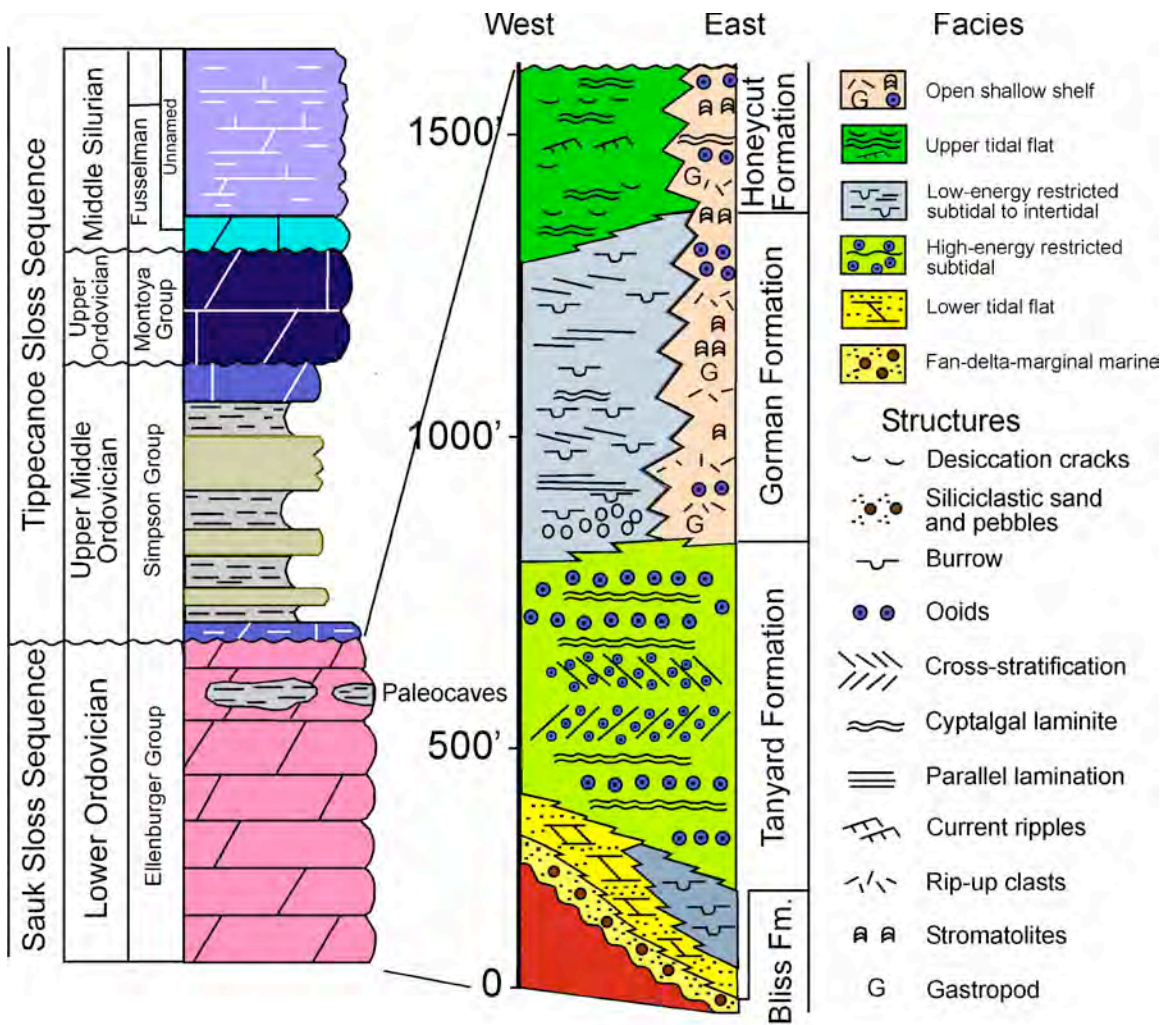 West
East
Facies
Tippecanoe Sloss Sequence
Sauk Sloss Sequence
Middle Silurian
Fusselman
Unnamed
Upper
Ordovician
Montoya
Group
Upper Middle
Ordovician
Simpson Group
Lower Ordovician
Ellenburger Group
Paleocaves
1500'
1000'
500'
0
G
G
G
Honeycut
Formation
Gorman Formation
Tanyard Formation
Bliss Fm.
G
Open shallow shelf
Upper tidal flat
Low-energy restricted
subtidal to intertidal
High-energy restricted
subtidal
Lower tidal flat
Fan-delta-marginal marine
Structures
Desiccation cracks
Siliciclastic sand
and pebbles
Burrow
Ooids
Cross-stratification
Cyptalgal laminite
Parallel lamination
Current ripples
Rip-up clasts
Stromatolites
G
Gastropod